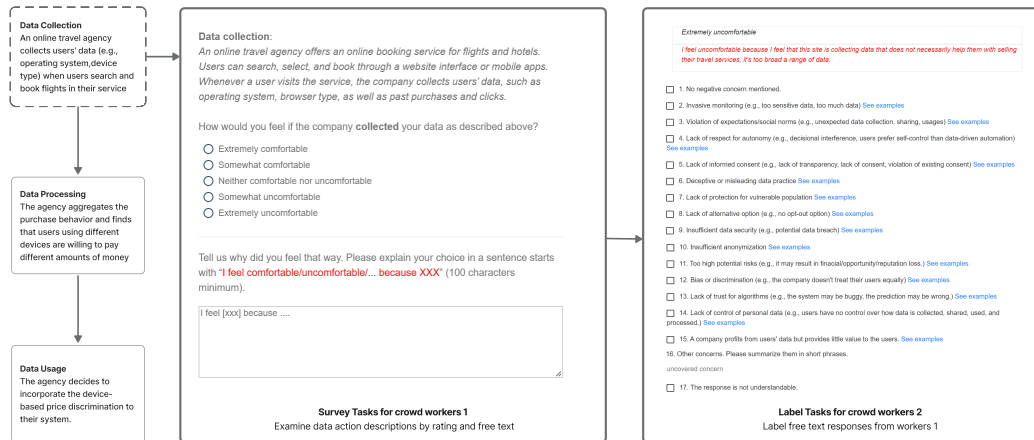 Data Collection
An online travel agency
collects users' data (e.g.,
operating system,device
type) when users search and
book flights in their service
Data Processing
The agency aggregates the
purchase behavior and finds
that users using different
devices are willing to pay
different amounts of money
Data Usage
The agency decides to
incorporate the device-
based price discrimination to
their system.
Data collection:
An online travel agency offers an online booking service for flights and hotels.
Users can search, select, and book through a website interface or mobile apps.
Whenever a user visits the service, the company collects users' data, such as
operating system, browser type, as well as past purchases and clicks.
How would you feel if the company collected your data as described above?
Extremely comfortable
Somewhat comfortable
Neither comfortable nor uncomfortable
Somewhat uncomfortable
Extremely uncomfortable
Tell us why did you feel that way. Please explain your choice in a sentence starts
with "I feel comfortable/uncomfortable/... because XXX" (100 characters
minimum).
I feel [xxx] because ....
Survey Tasks for crowd workers 1
Examine data action descriptions by rating and free text
Extremely uncomfortable
I feel uncomfortable because I feel that this site is collecting data that does not necessarily help them with selling
their travel services, it's too broad a range of data.
1. No negative concern mentioned.
2. Invasive monitoring (e.g., too sensitive data, too much data) See examples
3. Violation of expectations/social norms (e.g., unexpected data collection, sharing, usages) See examples
4. Lack of respect for autonomy (e.g., decisional interference, users prefer self-control than data-driven automation)
See examples
5. Lack of informed consent (e.g., lack of transparency, lack of consent, violation of existing consent) See examples
6. Deceptive or misleading data practice See examples
7. Lack of protection for vulnerable population See examples
8. Lack of alternative option (e.g., no opt-out option) See examples
9. Insufficient data security (e.g., potential data breach) See examples
10. Insufficient anonymization See examples
11. Too high potential risks (e.g., it may result in finacial/opportunity/reputation loss.) See examples
12. Bias or discrimination (e.g., the company doesn't treat their users equally) See examples
13. Lack of trust for algorithms (e.g., the system may be buggy, the prediction may be wrong.) See examples
14. Lack of control of personal data (e.g., users have no control over how data is collected, shared, used, and
processed.) See examples
15. A company profits from users' data but provides little value to the users. See examples
16. Other concerns. Please summarize them in short phrases.
uncovered concern
17. The response is not understandable.
Label Tasks for crowd workers 2
Label free text responses from workers 1